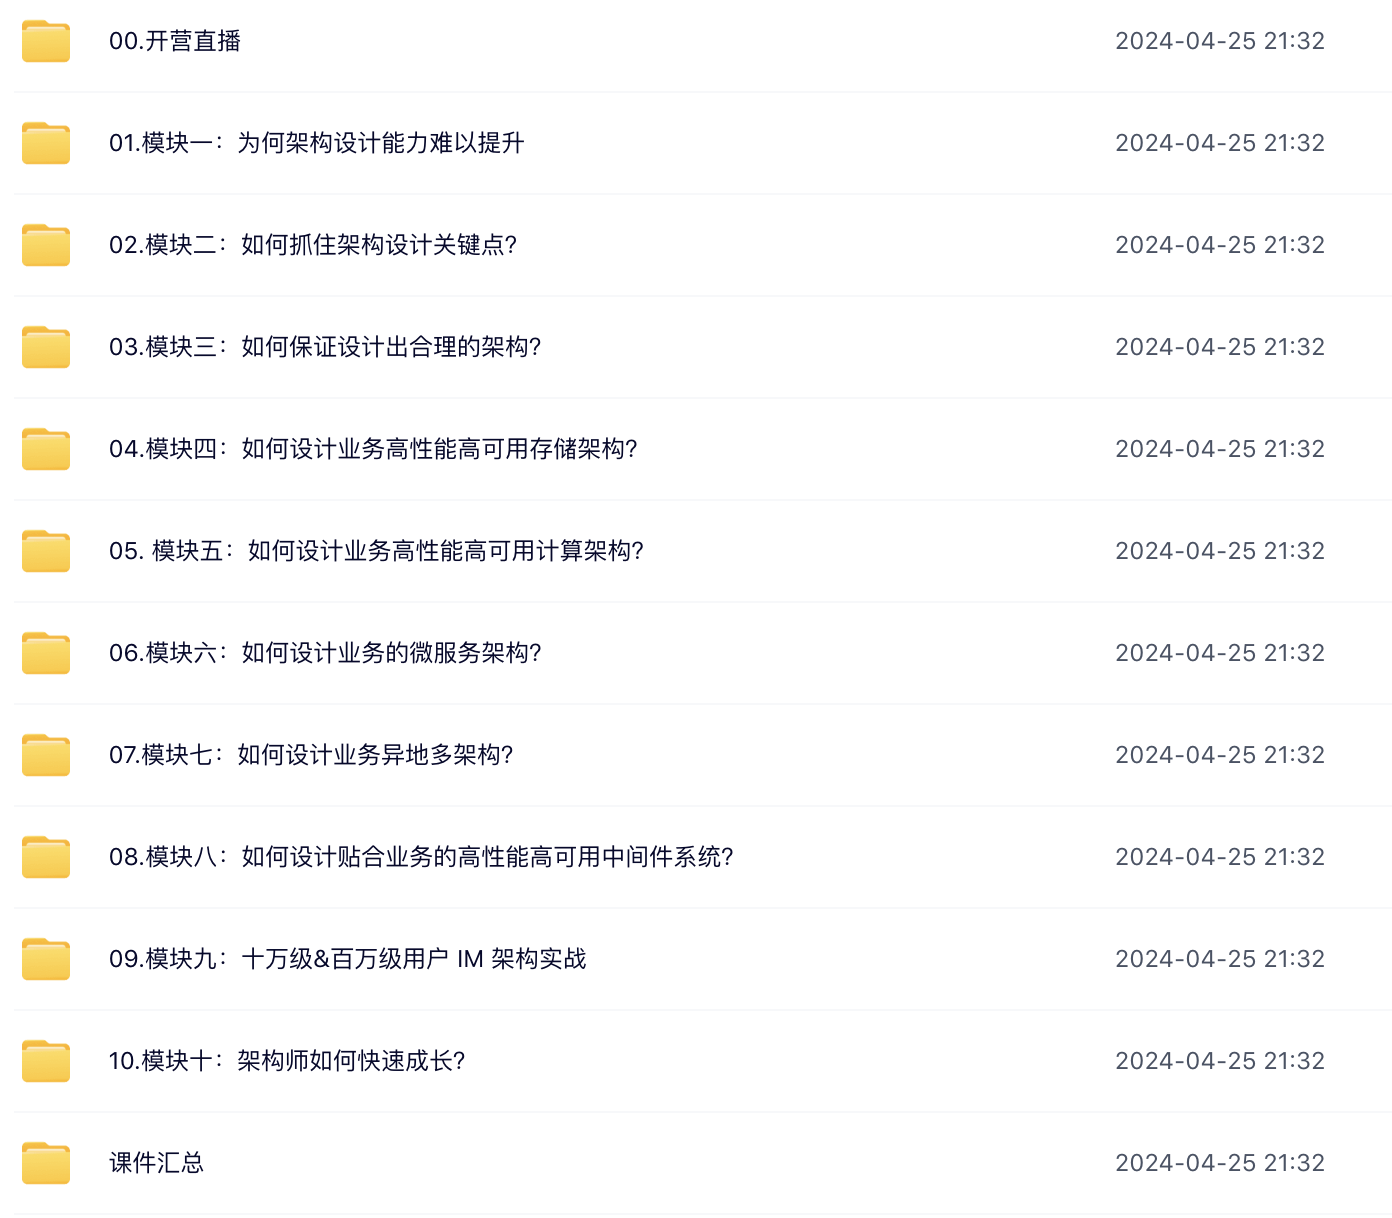 00.开营直播 2024-04-25 21:32
01.模块一：为何架构设计能力难以提升 2024-04-25 21:32
02.模块二：如何抓住架构设计关键点? 2024-04-25 21:32
03.模块三：如何保证设计出合理的架构? 2024-04-25 21:32
04.模块四：如何设计业务高性能高可用存储架构? 2024-04-25 21:32
05. 模块五：如何设计业务高性能高可用计算架构? 2024-04-25 21:32
06.模块六：如何设计业务的微服务架构? 2024-04-25 21:32
07.模块七：如何设计业务异地多架构? 2024-04-25 21:32
08.模块八：如何设计贴合业务的高性能高可用中间件系统? 2024-04-25 21:32
09.模块九：十万级&百万级用户 IM 架构实战 2024-04-25 21:32
10.模块十：架构师如何快速成长? 2024-04-25 21:32
课件汇总 2024-04-25 21:32